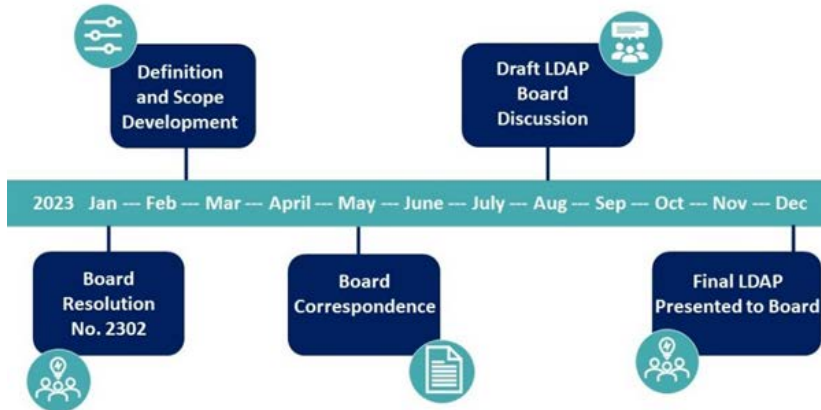 Definition
and Scope
Development
Draft LDAP
Board
Discussion
2023 Jan --- Feb --- Mar --- April --- May --- June --- July --- Aug --- Sep --- Oct --- Nov --- Dec
Board
Resolution
No. 2302
Board
Correspondence
Final LDAP
Presented to Board